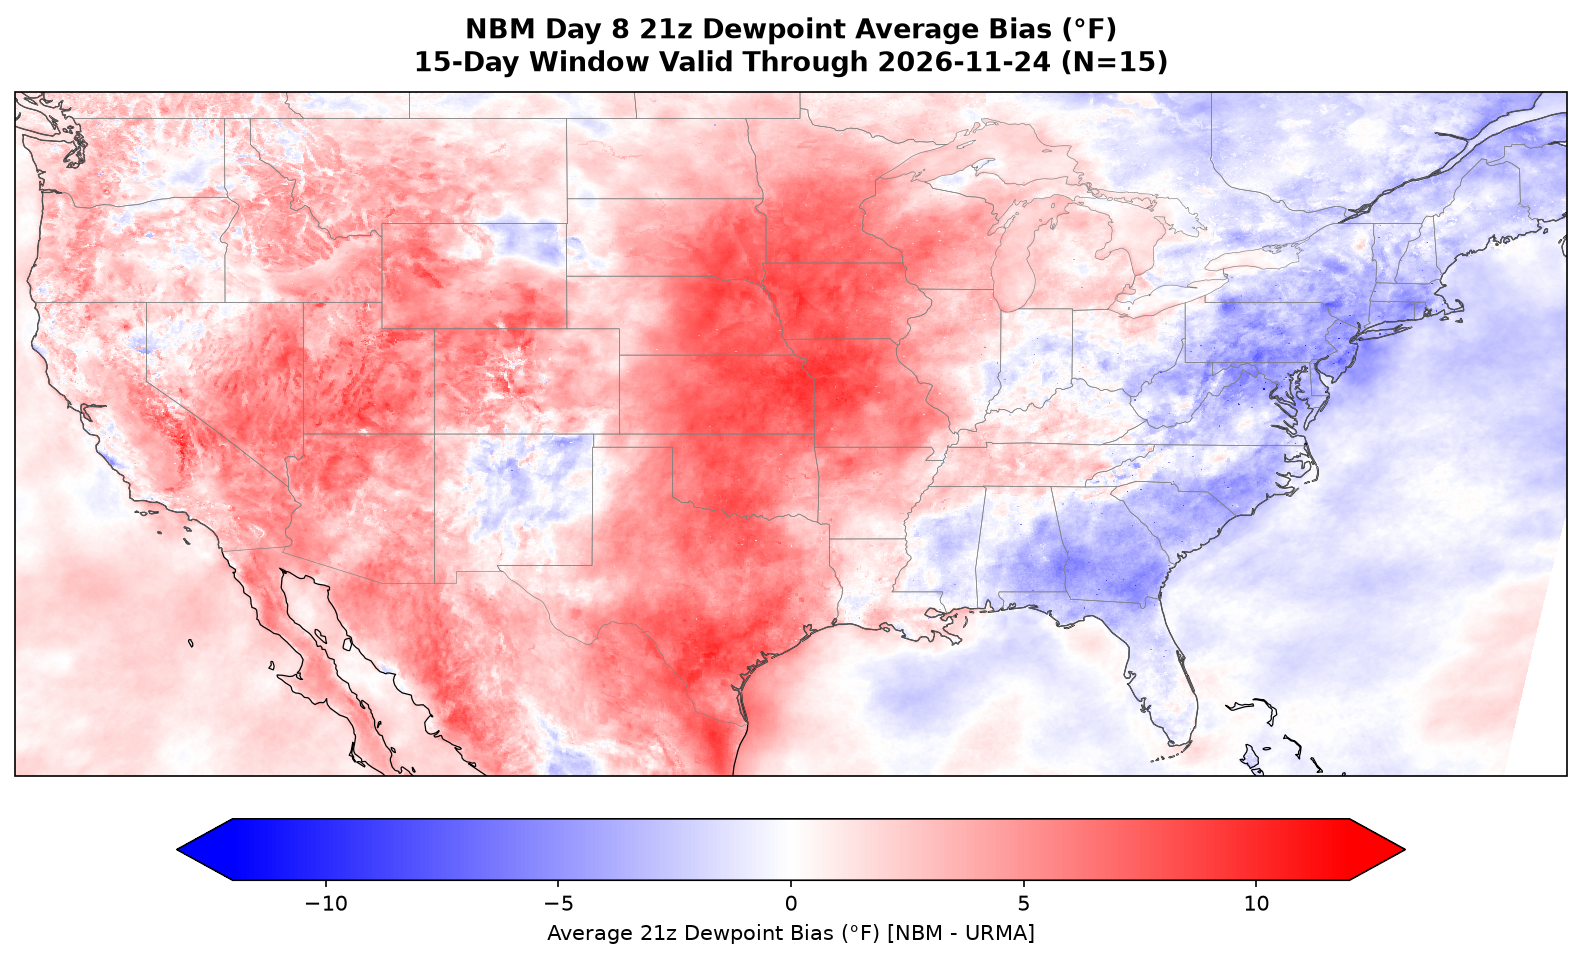 NBM Day 8 21z Dewpoint Average Bias (°F)
15-Day Window Valid Through 2026-11-24 (N=15)
−10 −5 0 5 10
Average 21z Dewpoint Bias (°F) [NBM - URMA]